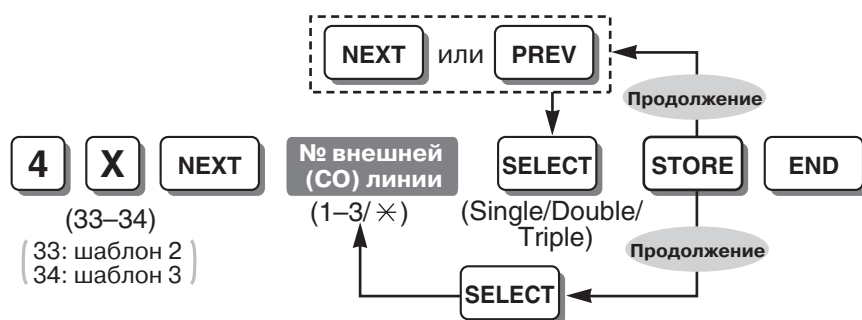 NEXT или PREV
Продолжение
4 X NEXT № внешней (CO) линии SELECT STORE END
(33–34) (1–3/ ✳) (Single/Double/
Triple)
33: шаблон 2
34: шаблон 3
Продолжение
SELECT